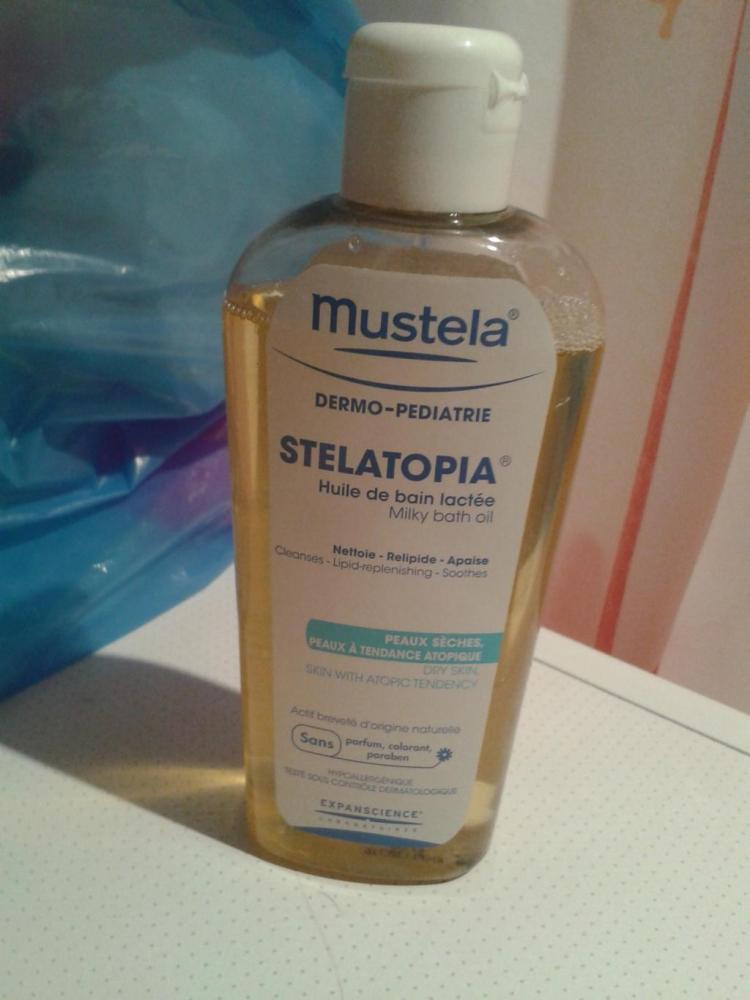 mustela®
DERMO-PEDIATRIE
STELATOPIA®
Huile de bain lactée
Milky bath oil
Nettoie - Relipide - Apaise
Cleanses - Lipid-replenishing - Soothes
PEAUX SÈCHES,
PEAUX À TENDANCE ATOPIQUE
DRY SKIN,
SKIN WITH ATOPIC TENDENCY
Actif breveté d'origine naturelle
Sans parfum, colorant,
paraben
HYPOALLERGÉNIQUE
TESTÉ SOUS CONTRÔLE DERMATOLOGIQUE
EXPANSCIENCE®
LABORATOIRES